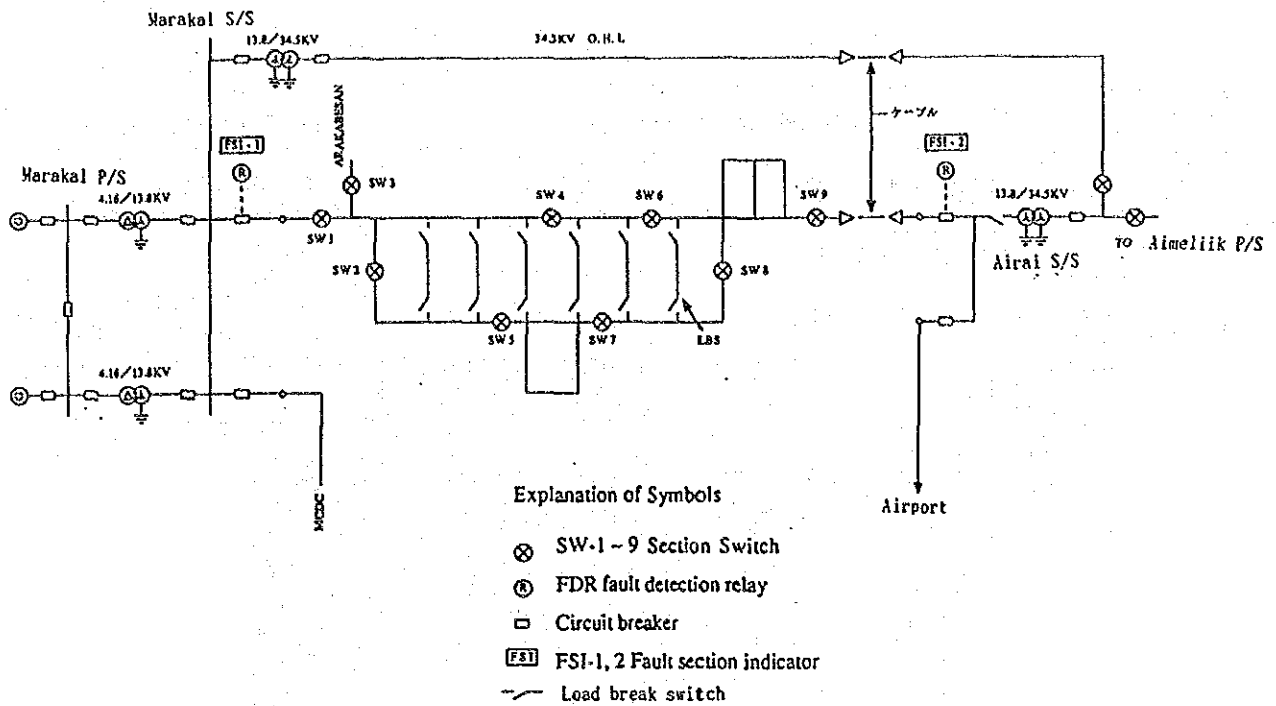 Marakal S/S
13.8/34.5KV
34.5KV O.H.L
ARAKABESAN
ケーブル
FSI-1
R
FSI-2
R
Marakal P/S
4.16/13.8KV
SW3
SW4
SW6
SW9
13.8/34.5KV
SW1
SW2
SW8
TO Aimeliik P/S
Airai S/S
SW5
SW7
LBS
4.16/13.8KV
MCDC
Airport
Explanation of Symbols
SW-1 ~ 9 Section Switch
R FDR fault detection relay
Circuit breaker
FSI FSI-1, 2 Fault section indicator
Load break switch